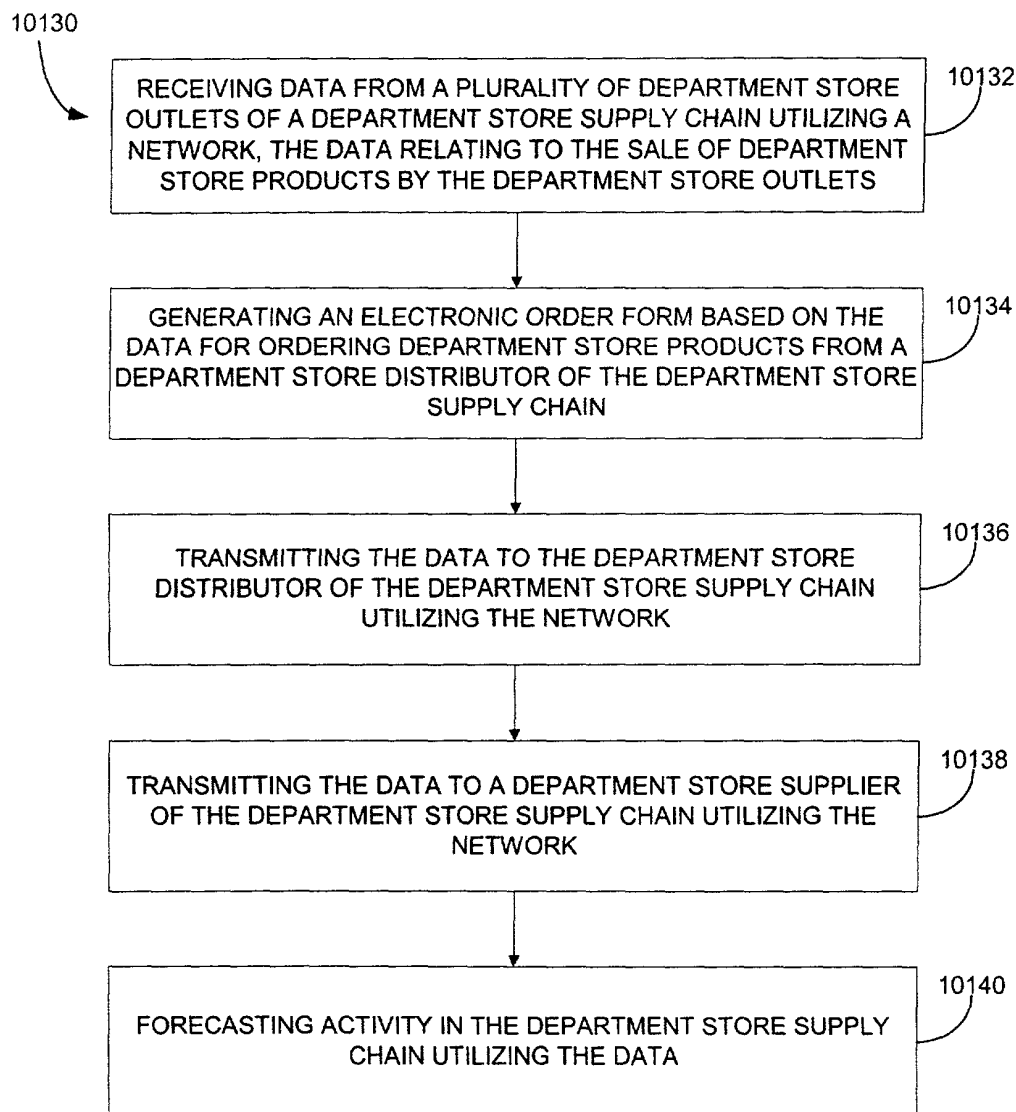 10130
RECEIVING DATA FROM A PLURALITY OF DEPARTMENT STORE
OUTLETS OF A DEPARTMENT STORE SUPPLY CHAIN UTILIZING A
NETWORK, THE DATA RELATING TO THE SALE OF DEPARTMENT
STORE PRODUCTS BY THE DEPARTMENT STORE OUTLETS
10132
GENERATING AN ELECTRONIC ORDER FORM BASED ON THE
DATA FOR ORDERING DEPARTMENT STORE PRODUCTS FROM A
DEPARTMENT STORE DISTRIBUTOR OF THE DEPARTMENT STORE
SUPPLY CHAIN
10134
TRANSMITTING THE DATA TO THE DEPARTMENT STORE
DISTRIBUTOR OF THE DEPARTMENT STORE SUPPLY CHAIN
UTILIZING THE NETWORK
10136
TRANSMITTING THE DATA TO A DEPARTMENT STORE SUPPLIER
OF THE DEPARTMENT STORE SUPPLY CHAIN UTILIZING THE
NETWORK
10138
FORECASTING ACTIVITY IN THE DEPARTMENT STORE SUPPLY
CHAIN UTILIZING THE DATA
10140